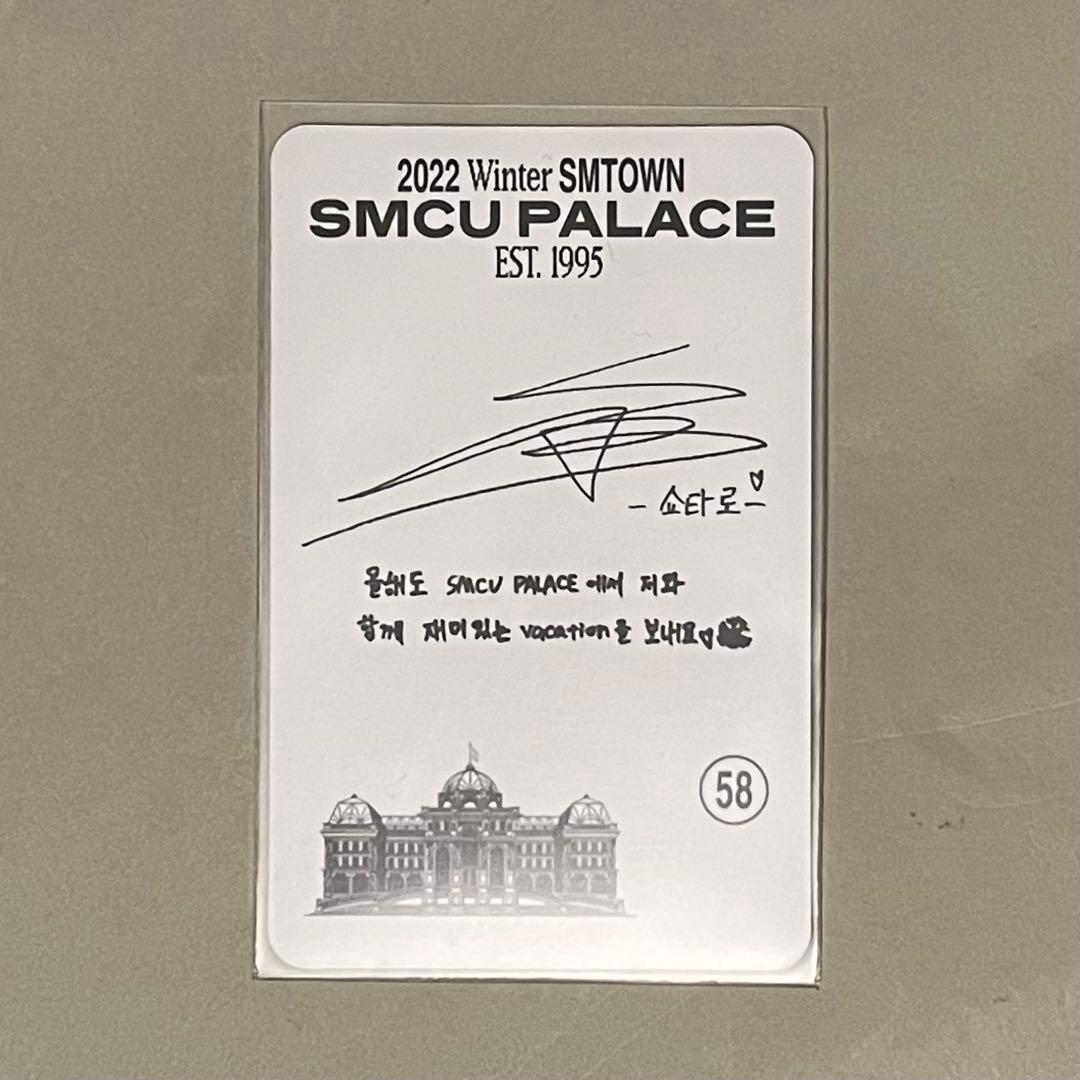 2022 Winter SMTOWN
SMCU PALACE
EST. 1995
- 쇼타로 -
올해도 SMCU PALACE 에서 저와
함께 재미있는 vacation을 보내요♡
58